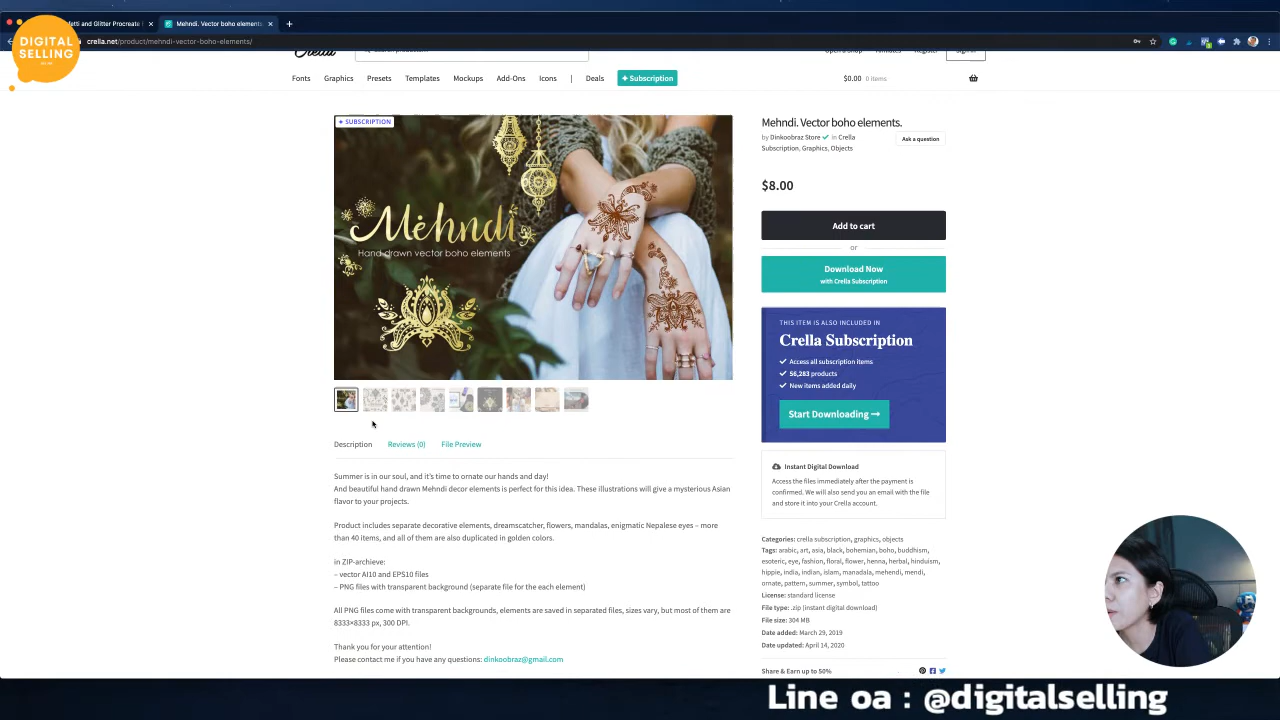 fetti and Glitter Procreate
Mehndi. Vector boho elements
DIGITAL
SELLING
crella.net/product/mehndi-vector-boho-elements/
Fonts Graphics Presets Templates Mockups Add-Ons Icons | Deals + Subscription
$0.00 0 items
+ SUBSCRIPTION
Mehndi
Hand drawn vector boho elements
Mehndi. Vector boho elements.
by Dinkoobraz Store in Crella
Subscription, Graphics, Objects
Ask a question
$8.00
Add to cart
or
Download Now
with Crella Subscription
THIS ITEM IS ALSO INCLUDED IN
Crella Subscription
Access all subscription items
56,283 products
New items added daily
Start Downloading →
Instant Digital Download
Access the files immediately after the payment is
confirmed. We will also send you an email with the file
and store it into your Crella account.
Description Reviews (0) File Preview
Summer is in our soul, and it's time to ornate our hands and day!
And beautiful hand drawn Mehndi decor elements is perfect for this idea. These illustrations will give a mysterious Asian
flavor to your projects.
Product includes separate decorative elements, dreamscatcher, flowers, mandalas, enigmatic Nepalese eyes – more
than 40 items, and all of them are also duplicated in golden colors.
in ZIP-archieve:
– vector AI10 and EPS10 files
– PNG files with transparent background (separate file for the each element)
All PNG files come with transparent backgrounds, elements are saved in separated files, sizes vary, but most of them are
8333×8333 px, 300 DPI.
Thank you for your attention!
Please contact me if you have any questions: dinkoobraz@gmail.com
Categories: crella subscription, graphics, objects
Tags: arabic, art, asia, black, bohemian, boho, buddhism,
esoteric, eye, fashion, floral, flower, henna, herbal, hinduism,
hippie, india, indian, islam, manadala, mehendi, mendi,
ornate, pattern, summer, symbol, tattoo
License: standard license
File type: .zip (instant digital download)
File size: 304 MB
Date added: March 29, 2019
Date updated: April 14, 2020
Share & Earn up to 50%
Line oa : @digitalselling